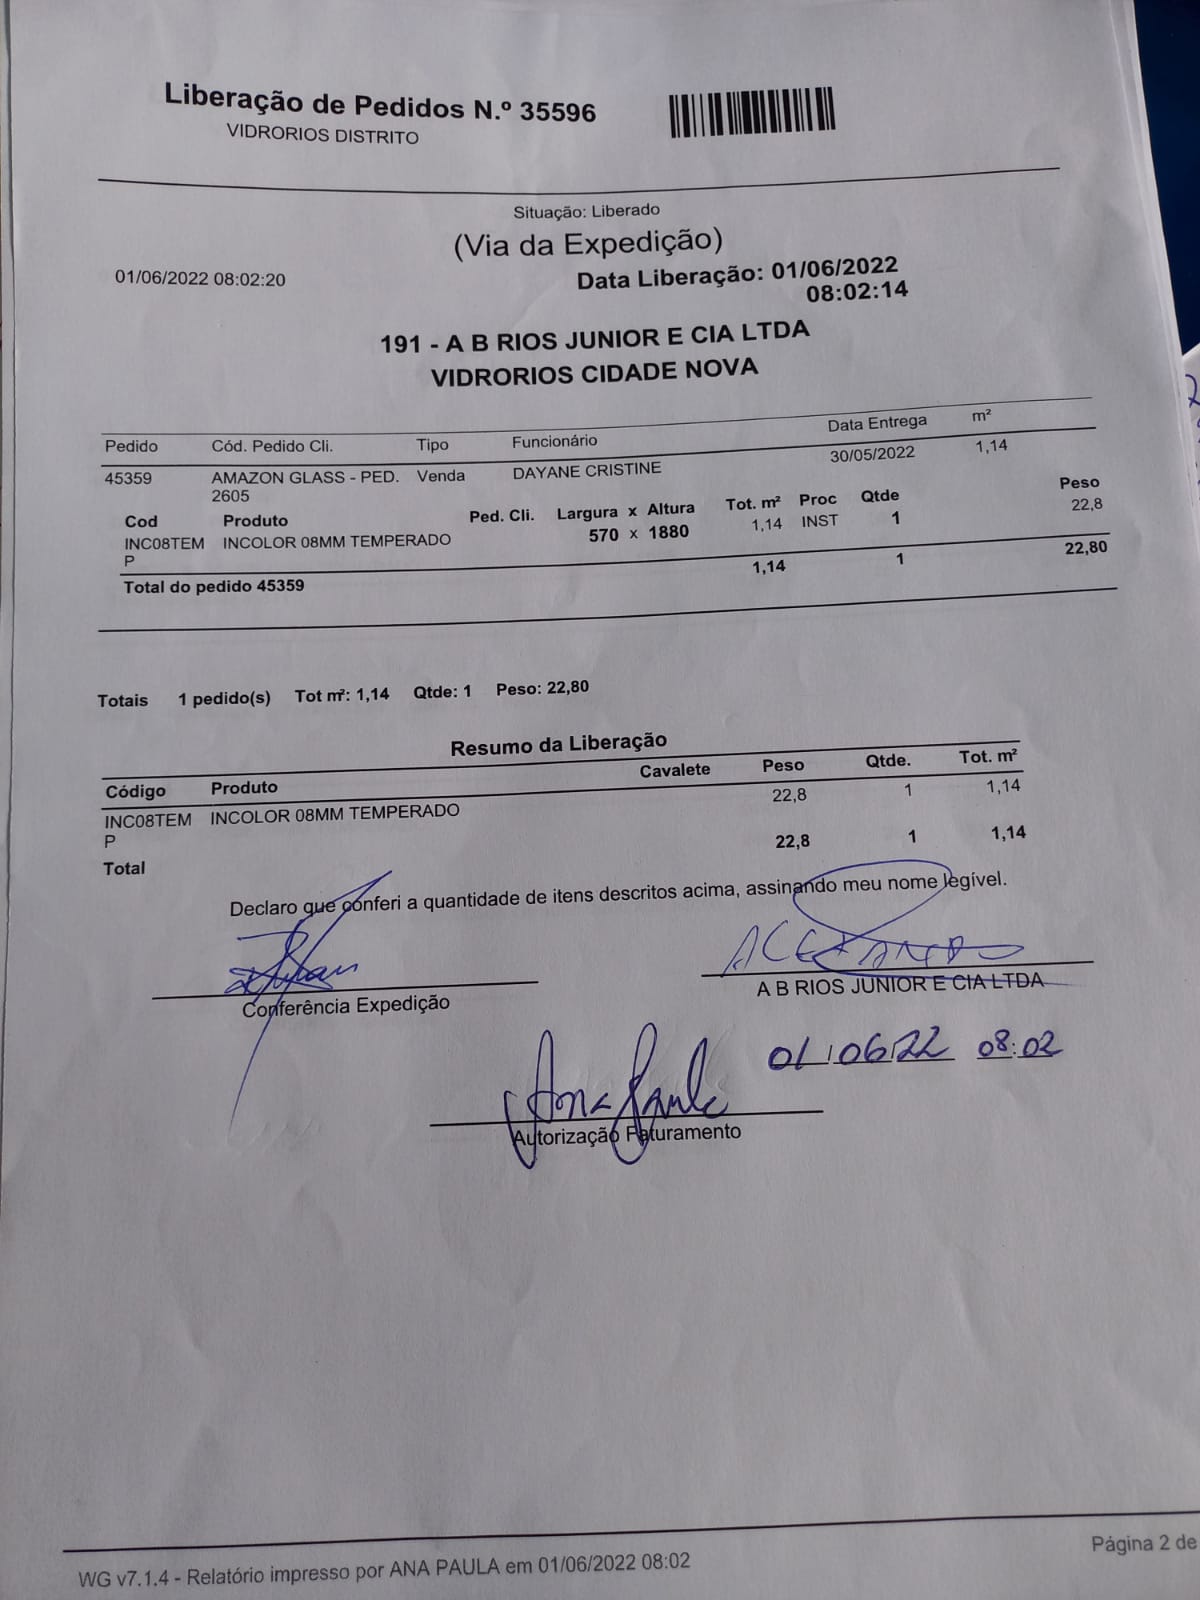 Liberação de Pedidos N.º 35596
VIDRORIOS DISTRITO
Situação: Liberado
(Via da Expedição)
01/06/2022 08:02:20
Data Liberação: 01/06/2022
08:02:14
191 - A B RIOS JUNIOR E CIA LTDA
VIDRORIOS CIDADE NOVA
Pedido Cód. Pedido Cli. Tipo Funcionário Data Entrega m²
45359 AMAZON GLASS - PED. Venda DAYANE CRISTINE 30/05/2022 1,14
2605
Cod Produto Ped. Cli. Largura x Altura Tot. m² Proc Qtde Peso
INC08TEM INCOLOR 08MM TEMPERADO 570 x 1880 1,14 INST 1 22,8
P
Total do pedido 45359 1,14 1 22,80
Totais 1 pedido(s) Tot m²: 1,14 Qtde: 1 Peso: 22,80
Resumo da Liberação
Código Produto Cavalete Peso Qtde. Tot. m²
INC08TEM INCOLOR 08MM TEMPERADO 22,8 1 1,14
P
Total 22,8 1 1,14
Declaro que conferi a quantidade de itens descritos acima, assinando meu nome legível.
Conferência Expedição
A B RIOS JUNIOR E CIA LTDA
01/06/22 08:02
Ana Paula
Autorização Faturamento
Página 2 de
WG v7.1.4 - Relatório impresso por ANA PAULA em 01/06/2022 08:02